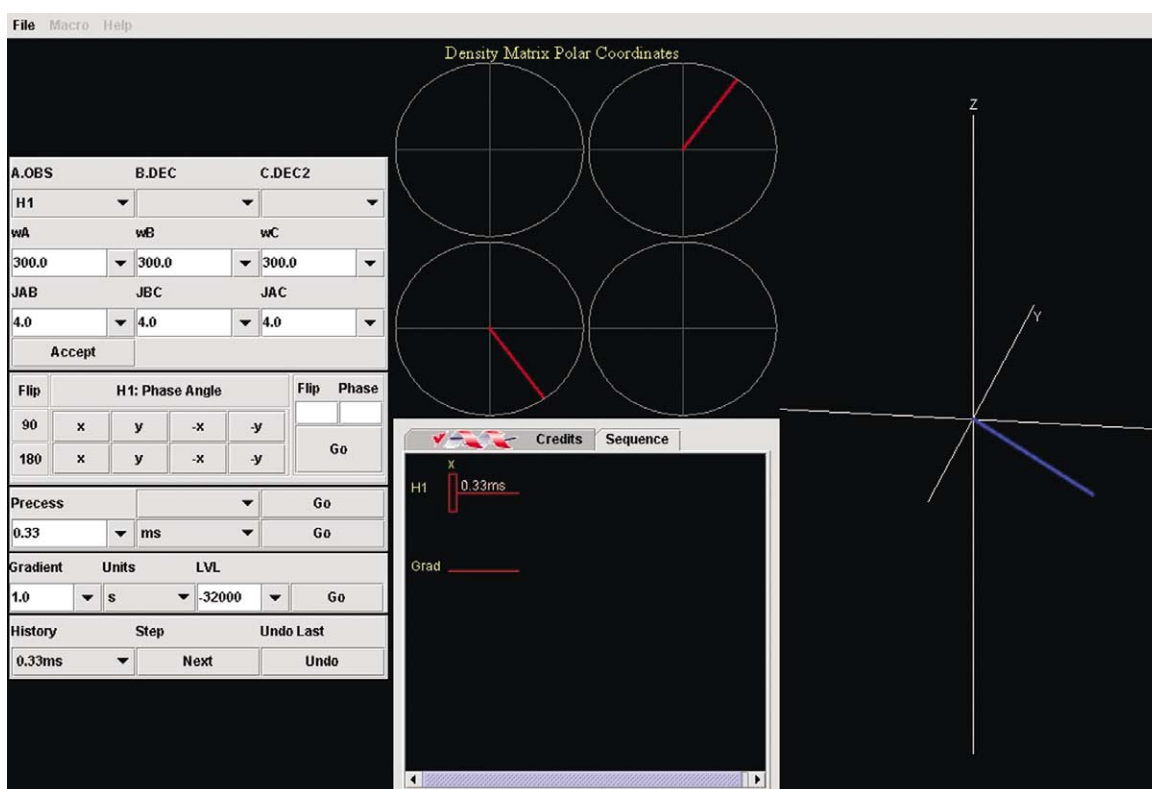 File Macro Help
Density Matrix Polar Coordinates
A.OBS B.DEC C.DEC2
H1
wA wB wC
300.0 300.0 300.0
JAB JBC JAC
4.0 4.0 4.0
Accept
Flip H1: Phase Angle Flip Phase
90 x y -x -y
Go
180 x y -x -y
Precess Go
0.33 ms Go
Gradient Units LVL
1.0 s -32000 Go
History Step Undo Last
0.33ms Next Undo
Credits Sequence
x
H1 0.33ms
Grad
Z
Y